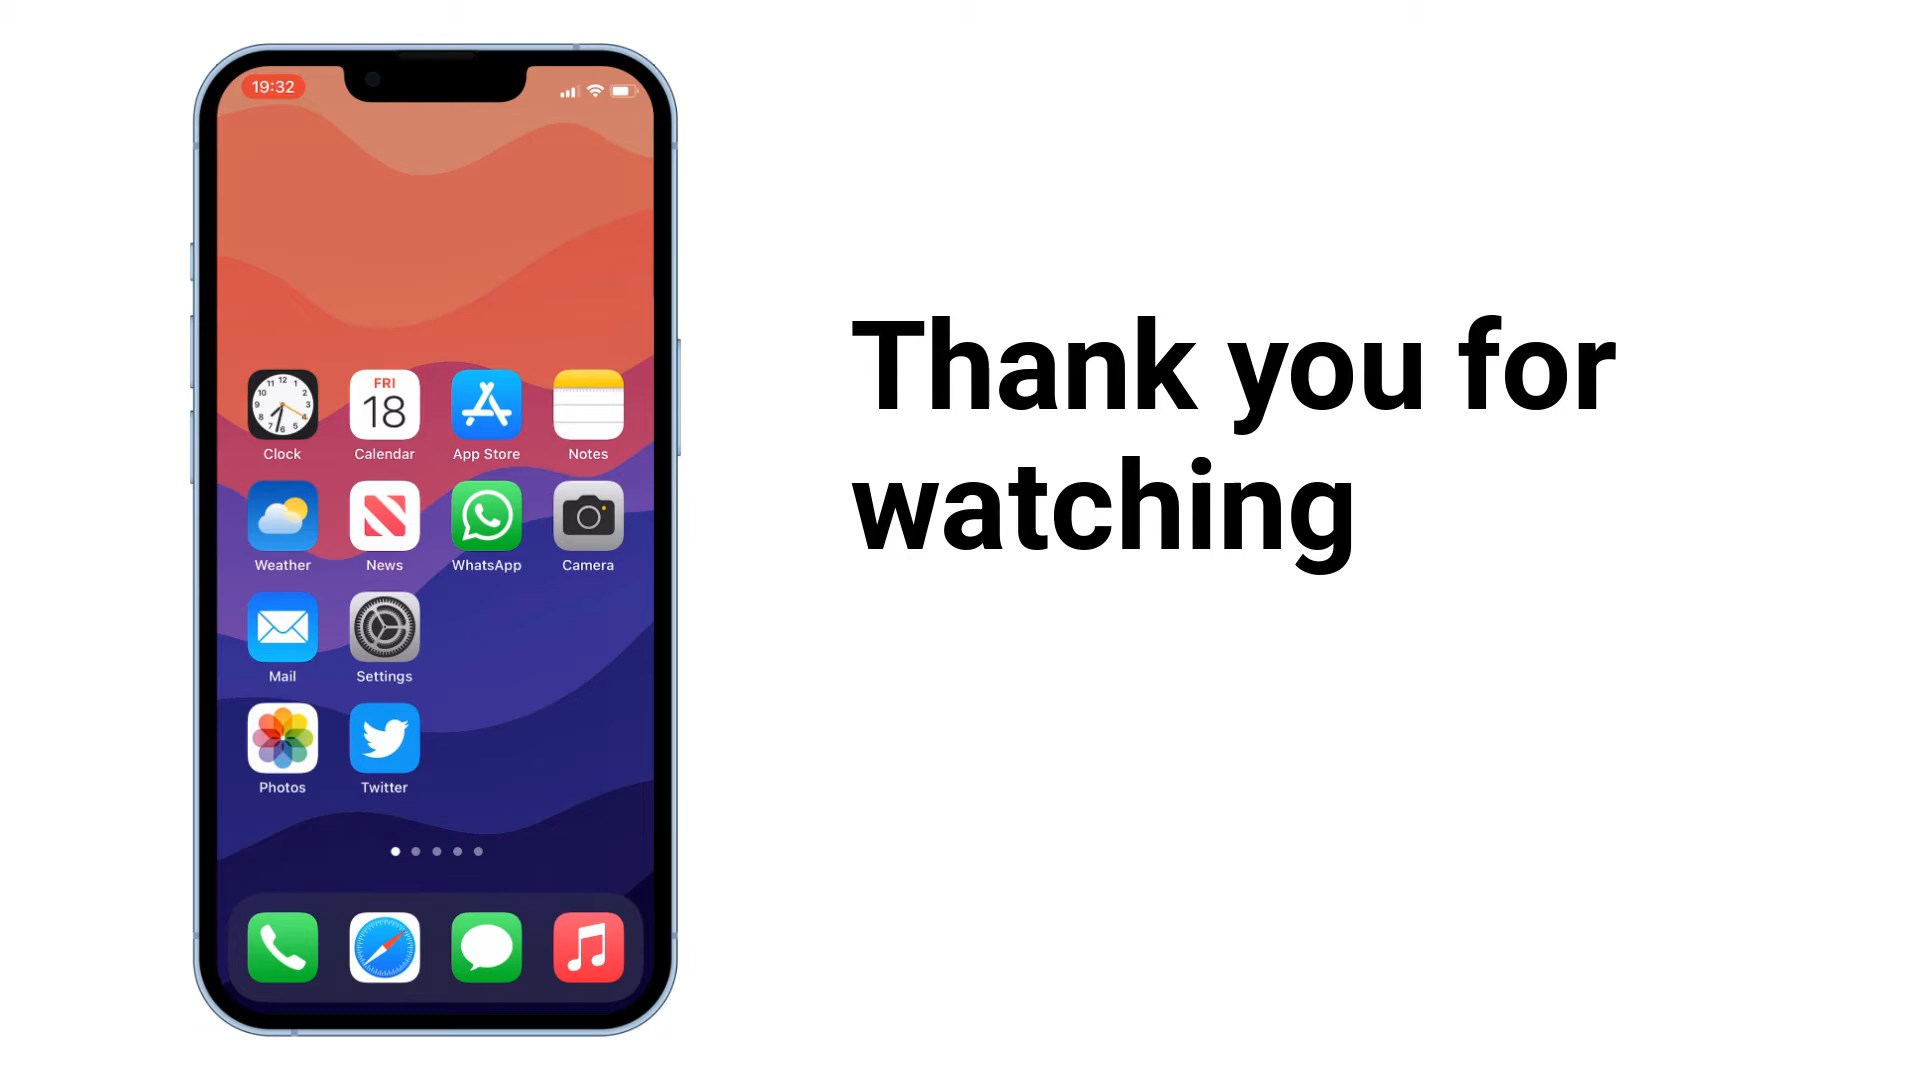 19:32
FRI
18
Clock
Calendar
App Store
Notes
Weather
News
WhatsApp
Camera
Mail
Settings
Photos
Twitter
Thank you for
watching